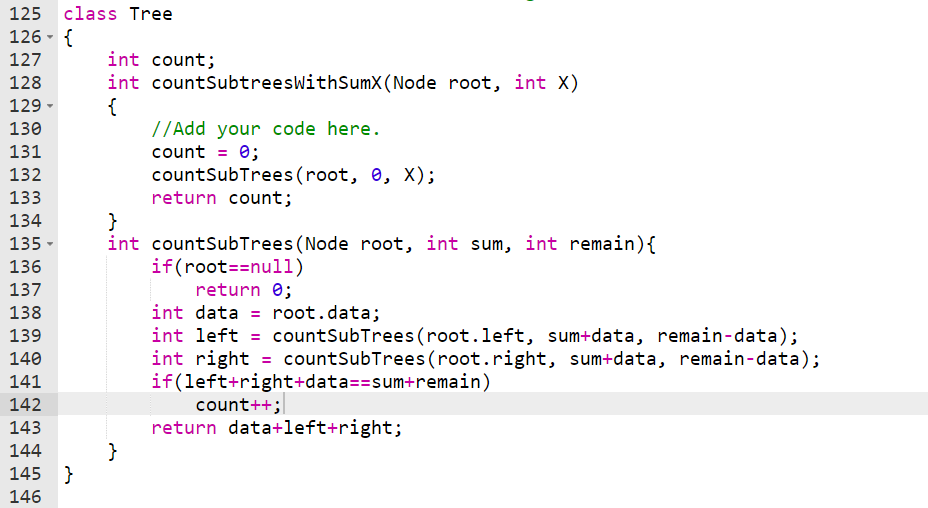 125 class Tree
126 {
127     int count;
128     int countSubtreesWithSumX(Node root, int X)
129     {
130         //Add your code here.
131         count = 0;
132         countSubTrees(root, 0, X);
133         return count;
134     }
135     int countSubTrees(Node root, int sum, int remain){
136         if(root==null)
137             return 0;
138         int data = root.data;
139         int left = countSubTrees(root.left, sum+data, remain-data);
140         int right = countSubTrees(root.right, sum+data, remain-data);
141         if(left+right+data==sum+remain)
142             count++;
143         return data+left+right;
144     }
145 }
146